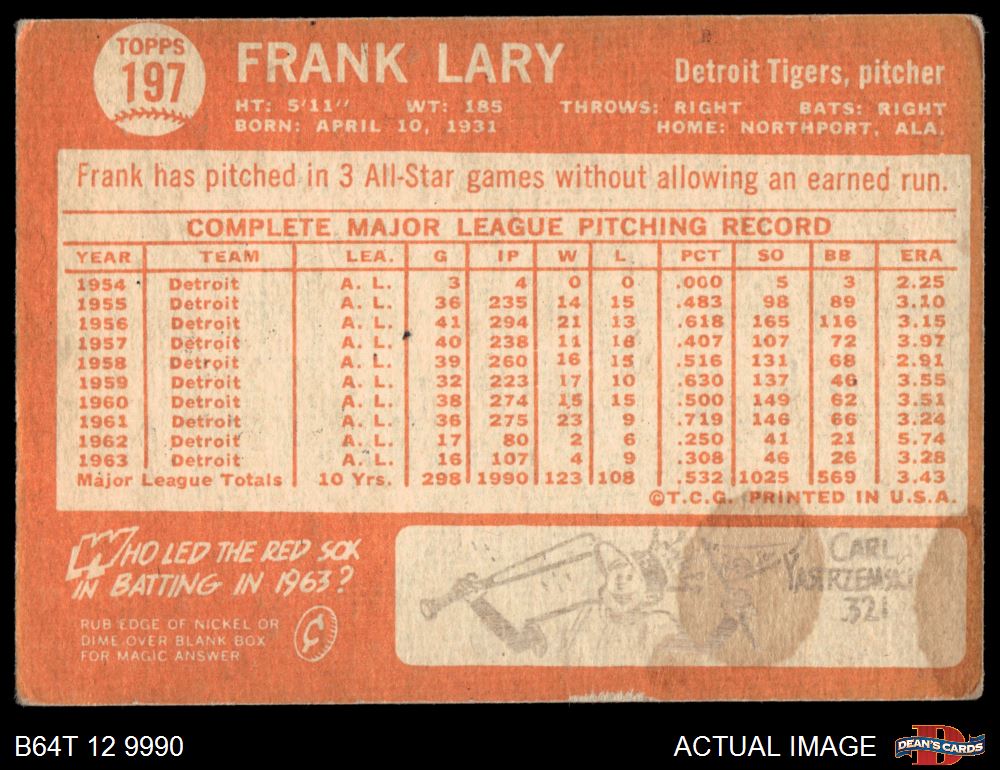 TOPPS
197
FRANK LARY
Detroit Tigers, pitcher
HT: 5'11" WT: 185 THROWS: RIGHT BATS: RIGHT
BORN: APRIL 10, 1931 HOME: NORTHPORT, ALA.
Frank has pitched in 3 All-Star games without allowing an earned run.
COMPLETE MAJOR LEAGUE PITCHING RECORD
YEAR TEAM LEA. G IP W L PCT SO BB ERA
1954 Detroit A. L. 3 4 0 0 .000 5 3 2.25
1955 Detroit A. L. 36 235 14 15 .483 98 89 3.10
1956 Detroit A. L. 41 294 21 13 .618 165 116 3.15
1957 Detroit A. L. 40 238 11 16 .407 107 72 3.97
1958 Detroit A. L. 39 260 16 15 .516 131 68 2.91
1959 Detroit A. L. 32 223 17 10 .630 137 46 3.55
1960 Detroit A. L. 38 274 15 15 .500 149 62 3.51
1961 Detroit A. L. 36 275 23 9 .719 146 66 3.24
1962 Detroit A. L. 17 80 2 6 .250 41 21 5.74
1963 Detroit A. L. 16 107 4 9 .308 46 26 3.28
Major League Totals 10 Yrs. 298 1990 123 108 .532 1025 569 3.43
©T.C.G. PRINTED IN U.S.A.
WHO LED THE RED SOX
IN BATTING IN 1963?
RUB EDGE OF NICKEL OR
DIME OVER BLANK BOX
FOR MAGIC ANSWER
CARL
YASTRZEMSKI
.321
B64T 12 9990
ACTUAL IMAGE
DEAN'S CARDS